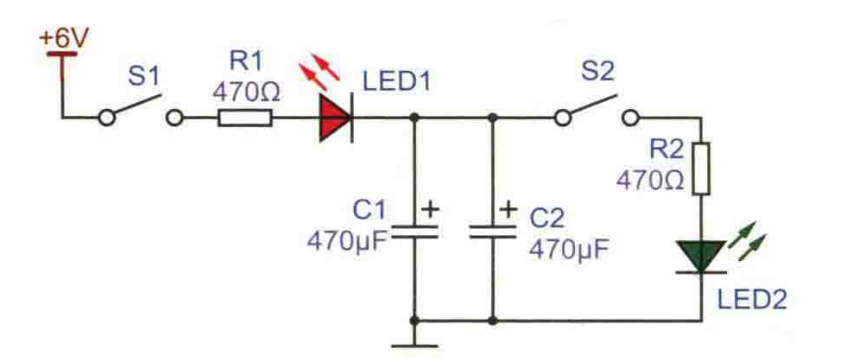 +6V
S1
R1
470Ω
LED1
S2
R2
470Ω
C1
470µF
+
+
C2
470µF
LED2